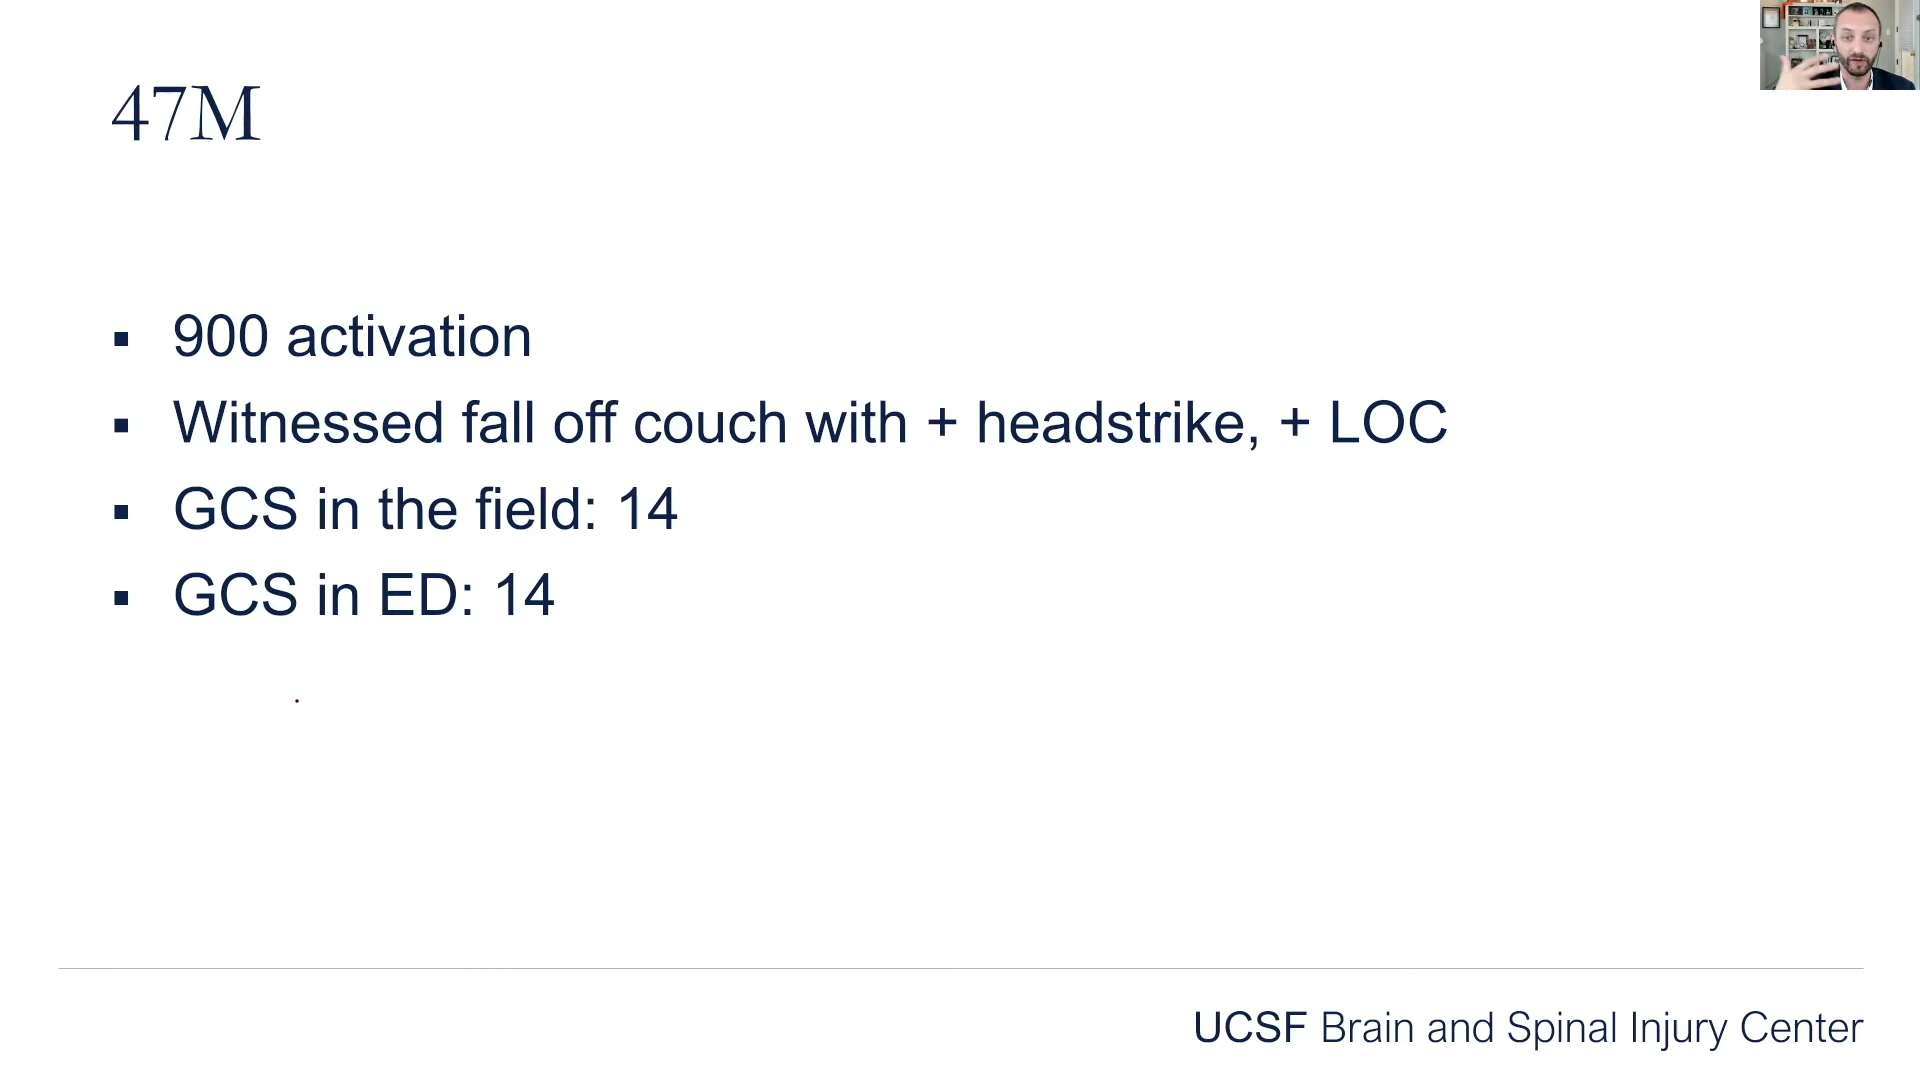 47M
▪ 900 activation
▪ Witnessed fall off couch with + headstrike, + LOC
▪ GCS in the field: 14
▪ GCS in ED: 14
UCSF Brain and Spinal Injury Center